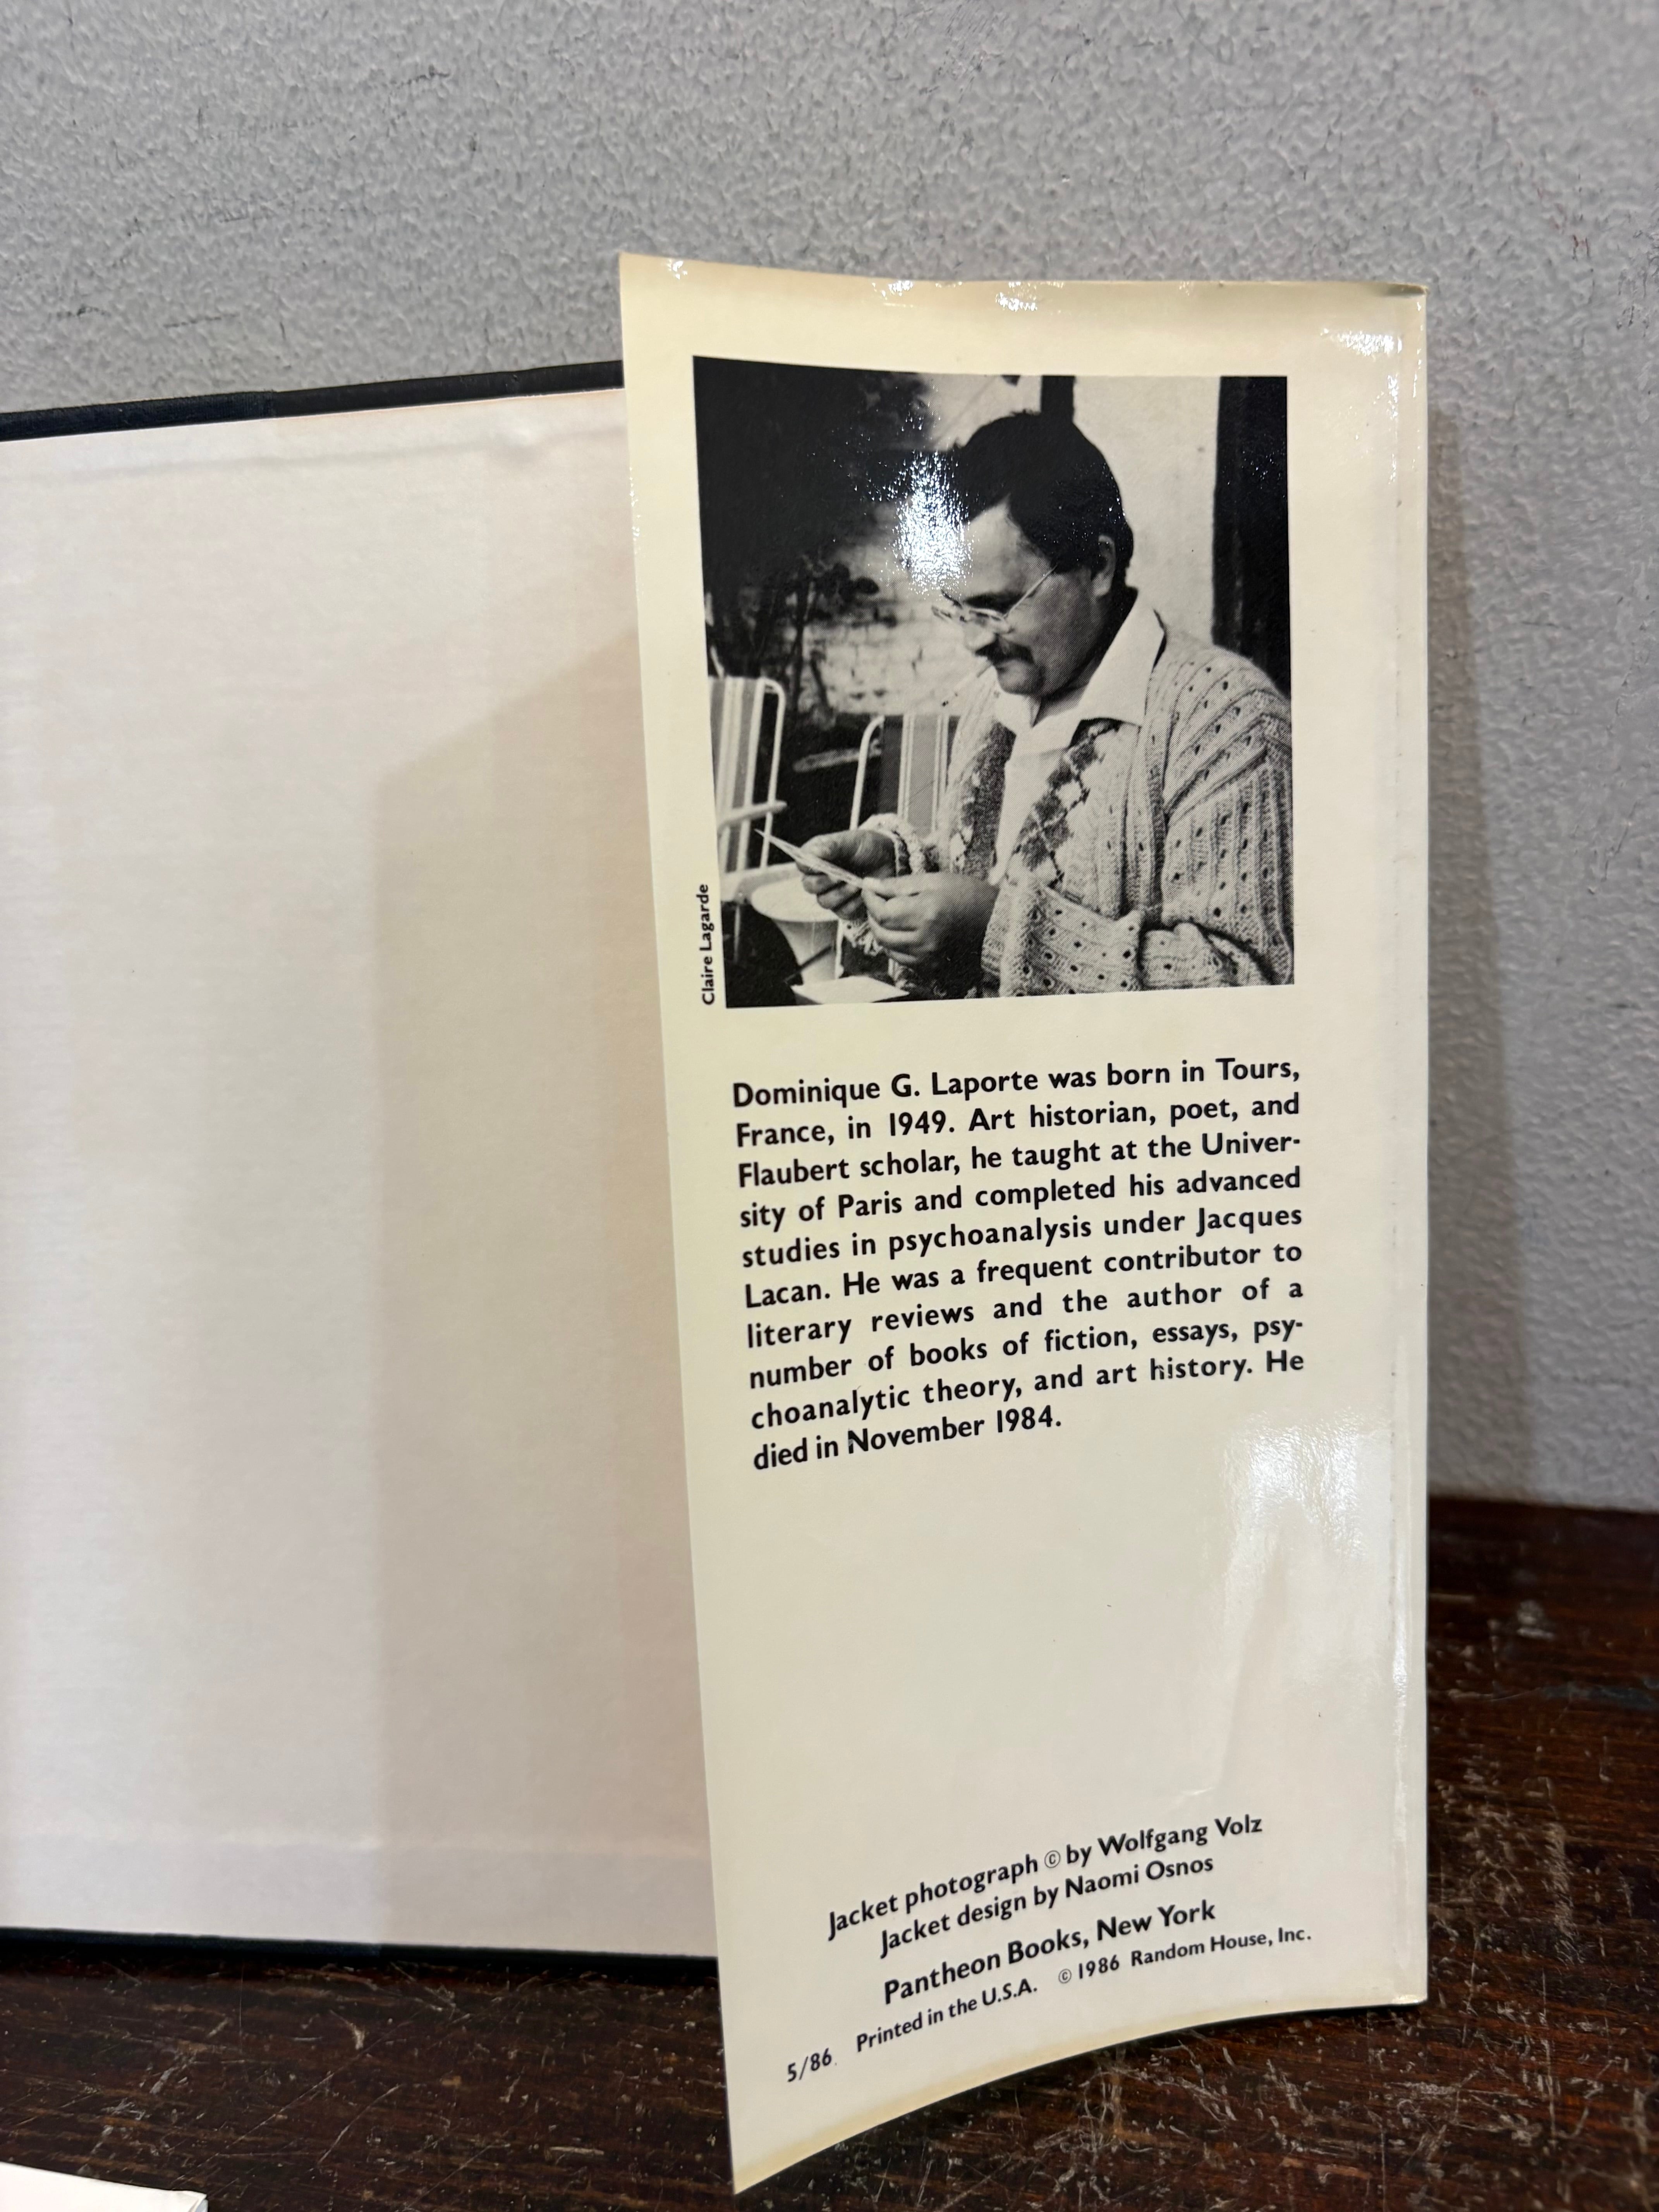 Claire Lagarde
Dominique G. Laporte was born in Tours,
France, in 1949. Art historian, poet, and
Flaubert scholar, he taught at the Univer-
sity of Paris and completed his advanced
studies in psychoanalysis under Jacques
Lacan. He was a frequent contributor to
literary reviews and the author of a
number of books of fiction, essays, psy-
choanalytic theory, and art history. He
died in November 1984.
Jacket photograph © by Wolfgang Volz
Jacket design by Naomi Osnos
Pantheon Books, New York
5/86 Printed in the U.S.A. © 1986 Random House, Inc.